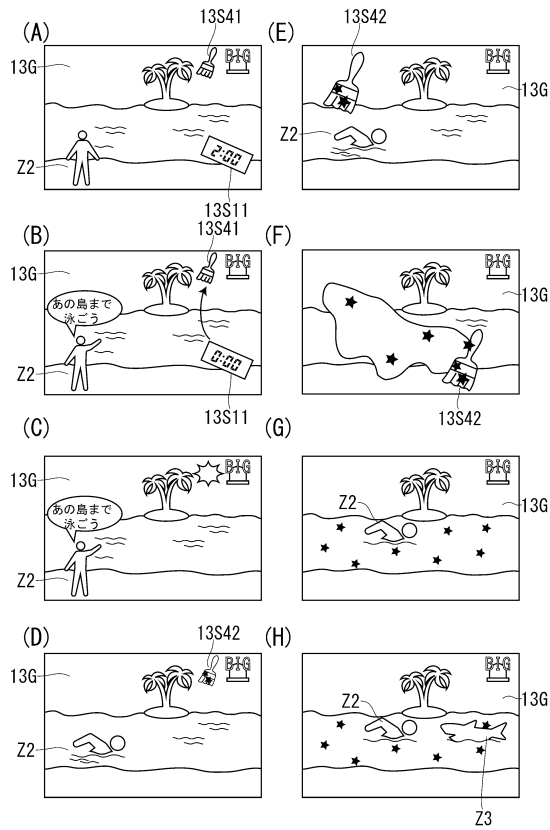 (A)
13S41
13G
BIG
Z2
2:00
13S11
(B)
13S41
13G
BIG
あの島まで
泳ごう
Z2
0:00
13S11
(C)
13G
BIG
あの島まで
泳ごう
Z2
(D)
13S42
13G
BIG
Z2
(E)
13S42
BIG
13G
Z2
(F)
BIG
13G
13S42
(G)
BIG
Z2
13G
(H)
BIG
Z2
13G
Z3